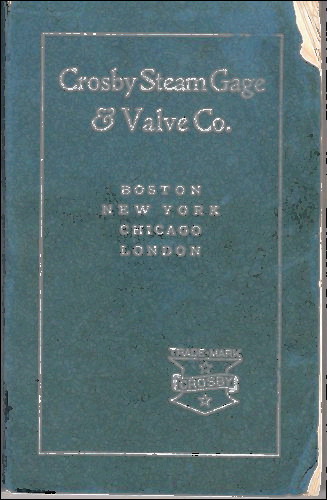 Crosby Steam Gage
& Valve Co.
BOSTON
NEW YORK
CHICAGO
LONDON
TRADE-MARK
CROSBY